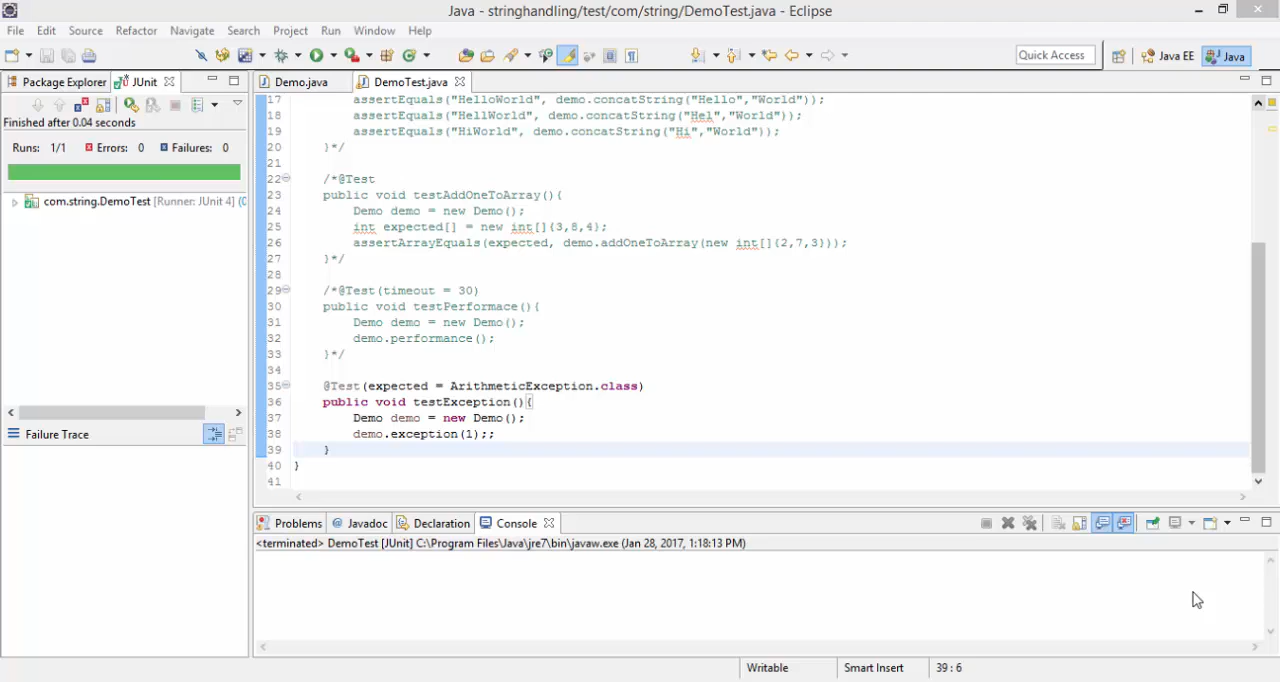 Java - stringhandling/test/com/string/DemoTest.java - Eclipse
File Edit Source Refactor Navigate Search Project Run Window Help
Quick Access Java EE Java
Package Explorer JUnit Demo.java DemoTest.java
Finished after 0.04 seconds
Runs: 1/1 Errors: 0 Failures: 0
com.string.DemoTest [Runner: JUnit 4] (0
Failure Trace
17 assertEquals("HelloWorld", demo.concatString("Hello","World"));
18 assertEquals("HellWorld", demo.concatString("Hel","World"));
19 assertEquals("HiWorld", demo.concatString("Hi","World"));
20 }*/
21
22 /*@Test
23 public void testAddOneToArray(){
24 Demo demo = new Demo();
25 int expected[] = new int[]{3,8,4};
26 assertArrayEquals(expected, demo.addOneToArray(new int[]{2,7,3}));
27 }*/
28
29 /*@Test(timeout = 30)
30 public void testPerformace(){
31 Demo demo = new Demo();
32 demo.performance();
33 }*/
34
35 @Test(expected = ArithmeticException.class)
36 public void testException(){
37 Demo demo = new Demo();
38 demo.exception(1);;
39 }
40 }
41
Problems @ Javadoc Declaration Console
<terminated> DemoTest [JUnit] C:\Program Files\Java\jre7\bin\javaw.exe (Jan 28, 2017, 1:18:13 PM)
Writable Smart Insert 39 : 6